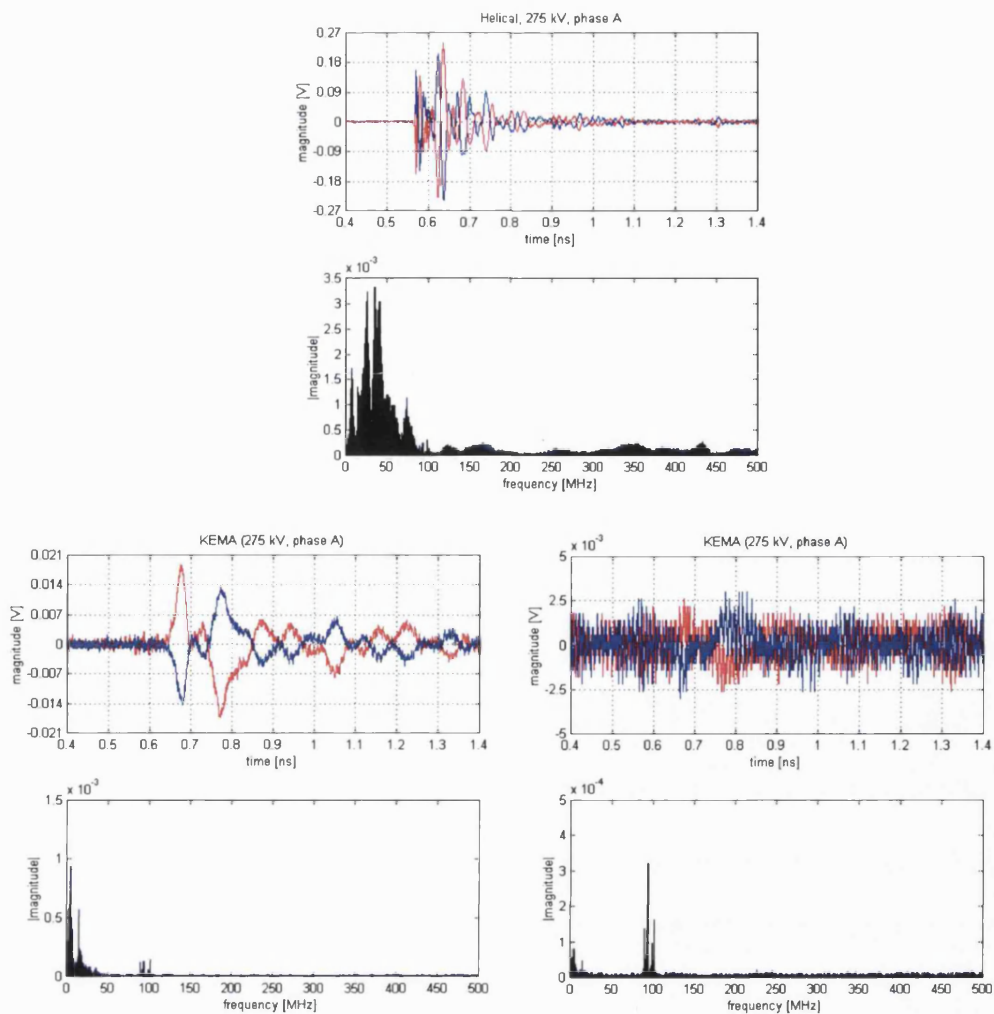 Helical, 275 kV, phase A
0.27
0.18
0.09
0
-0.09
-0.18
-0.27
magnitude [V]
0.4 0.5 0.6 0.7 0.8 0.9 1 1.1 1.2 1.3 1.4
time [ns]
x 10⁻³
3.5
3
2.5
2
1.5
1
0.5
0
|magnitude|
0 50 100 150 200 250 300 350 400 450 500
frequency [MHz]
KEMA (275 kV, phase A)
0.021
0.014
0.007
0
-0.007
-0.014
-0.021
magnitude [V]
0.4 0.5 0.6 0.7 0.8 0.9 1 1.1 1.2 1.3 1.4
time [ns]
x 10⁻³
1.5
1
0.5
0
|magnitude|
0 50 100 150 200 250 300 350 400 450 500
frequency [MHz]
KEMA (275 kV, phase A)
x 10⁻³
5
2.5
0
-2.5
-5
magnitude [V]
0.4 0.5 0.6 0.7 0.8 0.9 1 1.1 1.2 1.3 1.4
time [ns]
x 10⁻⁴
5
4
3
2
1
0
|magnitude|
0 50 100 150 200 250 300 350 400 450 500
frequency [MHz]